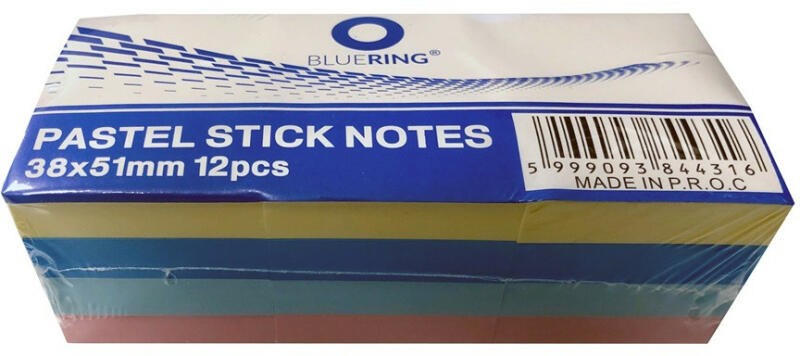 BLUERING®
PASTEL STICK NOTES
38x51mm 12pcs
5 999093 844316
MADE IN P.R.O.C